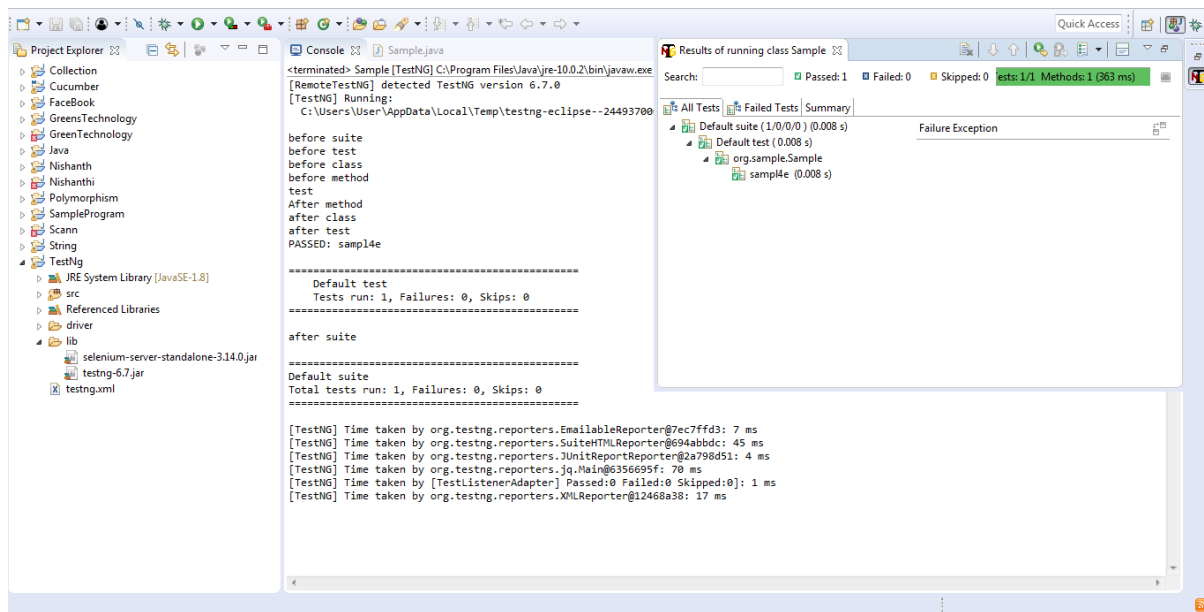 Quick Access
Project Explorer
Collection
Cucumber
FaceBook
GreensTechnology
GreenTechnology
Java
Nishanth
Nishanthi
Polymorphism
SampleProgram
Scann
String
TestNg
JRE System Library [JavaSE-1.8]
src
Referenced Libraries
driver
lib
selenium-server-standalone-3.14.0.jar
testng-6.7.jar
testng.xml
Console
Sample.java
<terminated> Sample [TestNG] C:\Program Files\Java\jre-10.0.2\bin\javaw.exe
[RemoteTestNG] detected TestNG version 6.7.0
[TestNG] Running:
C:\Users\User\AppData\Local\Temp\testng-eclipse--24493700
before suite
before test
before class
before method
test
After method
after class
after test
PASSED: sampl4e
===============================================
Default test
Tests run: 1, Failures: 0, Skips: 0
===============================================
after suite
===============================================
Default suite
Total tests run: 1, Failures: 0, Skips: 0
===============================================
[TestNG] Time taken by org.testng.reporters.EmailableReporter@7ec7ffd3: 7 ms
[TestNG] Time taken by org.testng.reporters.SuiteHTMLReporter@694abbdc: 45 ms
[TestNG] Time taken by org.testng.reporters.JUnitReportReporter@2a798d51: 4 ms
[TestNG] Time taken by org.testng.reporters.jq.Main@6356695f: 70 ms
[TestNG] Time taken by [TestListenerAdapter] Passed:0 Failed:0 Skipped:0]: 1 ms
[TestNG] Time taken by org.testng.reporters.XMLReporter@12468a38: 17 ms
Results of running class Sample
Search:
Passed: 1
Failed: 0
Skipped: 0
ests: 1/1 Methods: 1 (363 ms)
All Tests
Failed Tests
Summary
Default suite ( 1/0/0/0 ) (0.008 s)
Default test ( 0.008 s)
org.sample.Sample
sampl4e (0.008 s)
Failure Exception